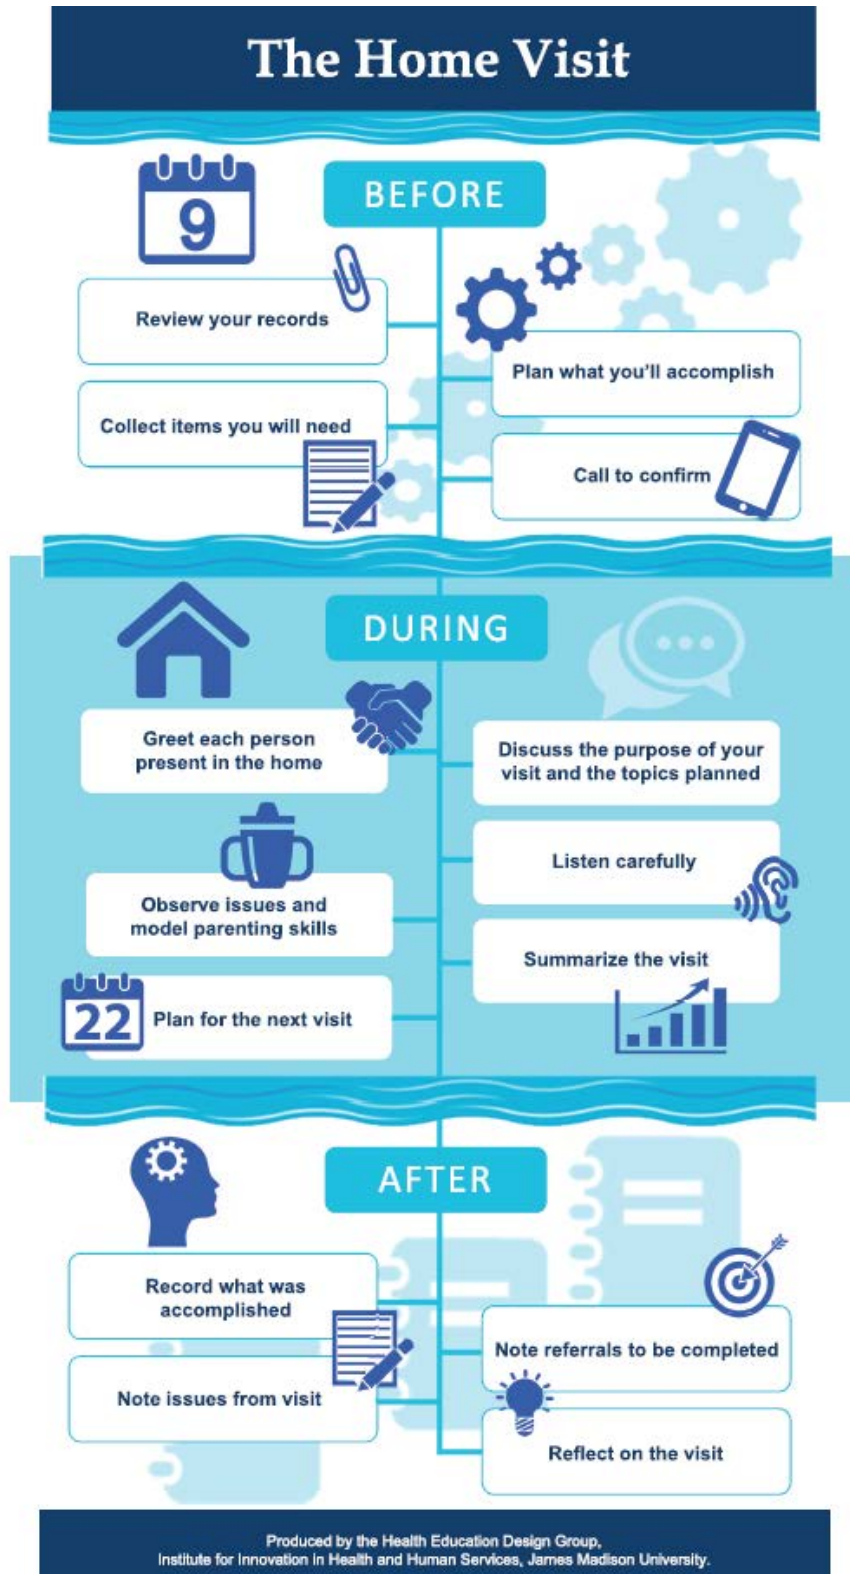 The Home Visit
BEFORE
9
Review your records
Plan what you'll accomplish
Collect items you will need
Call to confirm
DURING
Greet each person
present in the home
Discuss the purpose of your
visit and the topics planned
Listen carefully
Observe issues and
model parenting skills
Summarize the visit
22
Plan for the next visit
AFTER
Record what was
accomplished
Note referrals to be completed
Note issues from visit
Reflect on the visit
Produced by the Health Education Design Group,
Institute for Innovation in Health and Human Services, James Madison University.